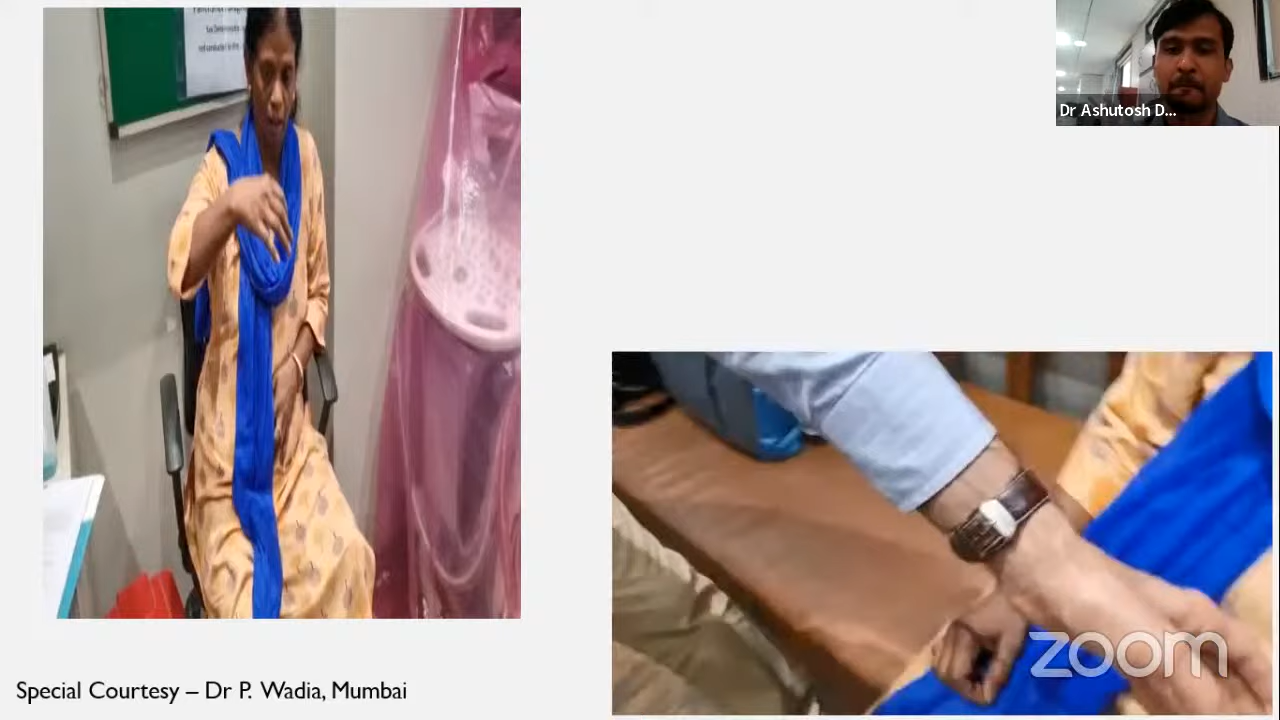 Dr Ashutosh D...
zoom
Special Courtesy – Dr P. Wadia, Mumbai